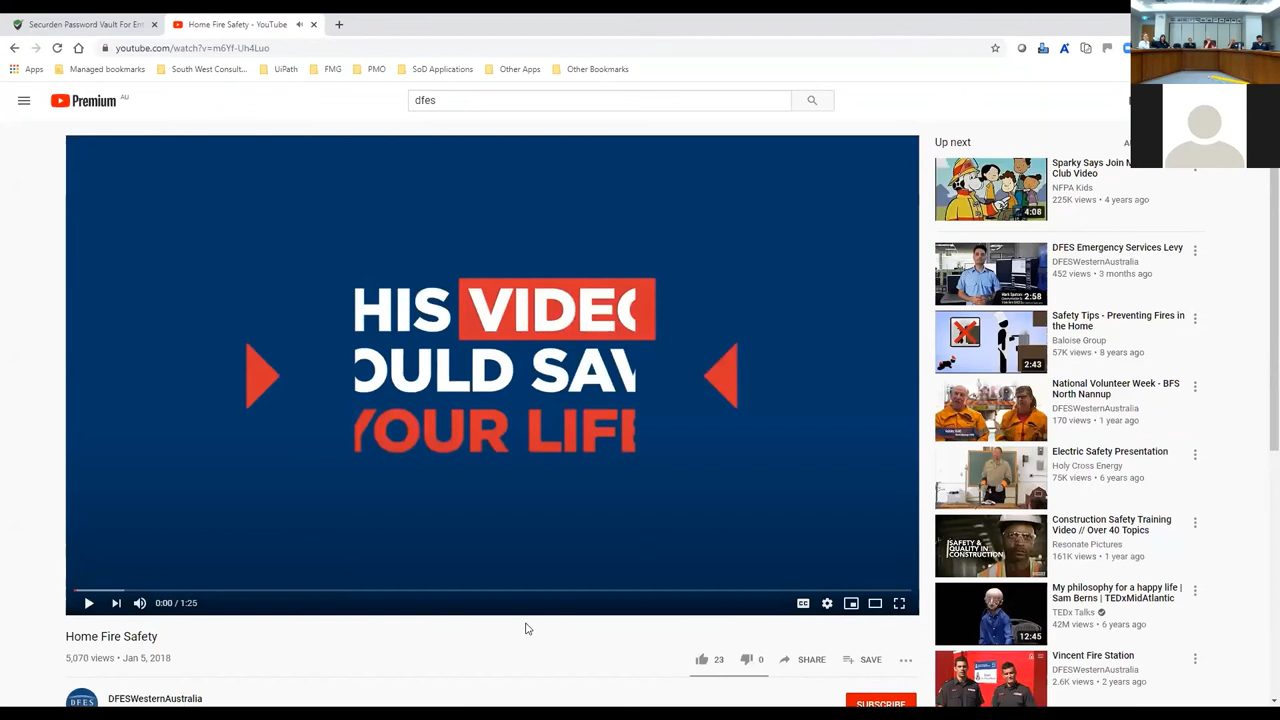 Securden Password Vault For Ent
Home Fire Safety - YouTube
youtube.com/watch?v=m6Yf-Uh4Luo
Apps
Managed bookmarks
South West Consult...
UiPath
FMG
PMO
SoD Applications
Other Apps
Other Bookmarks
Premium AU
dfes
HIS VIDEO
OULD SAV
YOUR LIFE
0:00 / 1:25
Home Fire Safety
5,070 views • Jan 5, 2018
23
0
SHARE
SAVE
DFES
DFESWesternAustralia
SUBSCRIBE
Up next
Sparky Says Join M
Club Video
NFPA Kids
225K views • 4 years ago
4:08
DFES Emergency Services Levy
DFESWesternAustralia
452 views • 3 months ago
2:58
Safety Tips - Preventing Fires in
the Home
Baloise Group
57K views • 8 years ago
2:43
National Volunteer Week - BFS
North Nannup
DFESWesternAustralia
170 views • 1 year ago
Electric Safety Presentation
Holy Cross Energy
75K views • 6 years ago
Construction Safety Training
Video // Over 40 Topics
Resonate Pictures
161K views • 1 year ago
SAFETY &
QUALITY IN
CONSTRUCTION
My philosophy for a happy life |
Sam Berns | TEDxMidAtlantic
TEDx Talks
42M views • 6 years ago
12:45
Vincent Fire Station
DFESWesternAustralia
2.6K views • 2 years ago